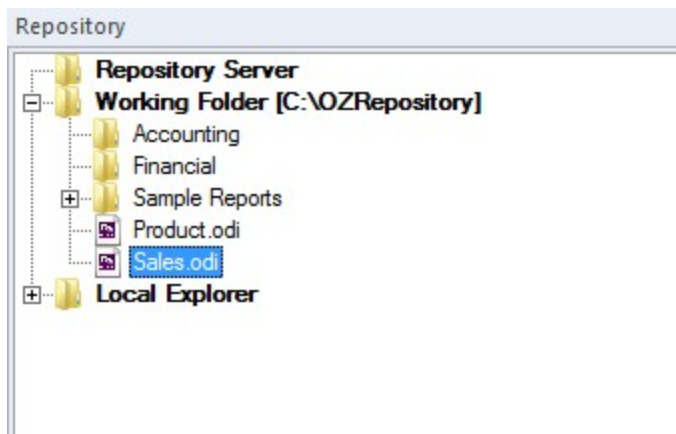 Repository
Repository Server
Working Folder [C:\OZRepository]
Accounting
Financial
Sample Reports
Product.odi
Sales.odi
Local Explorer